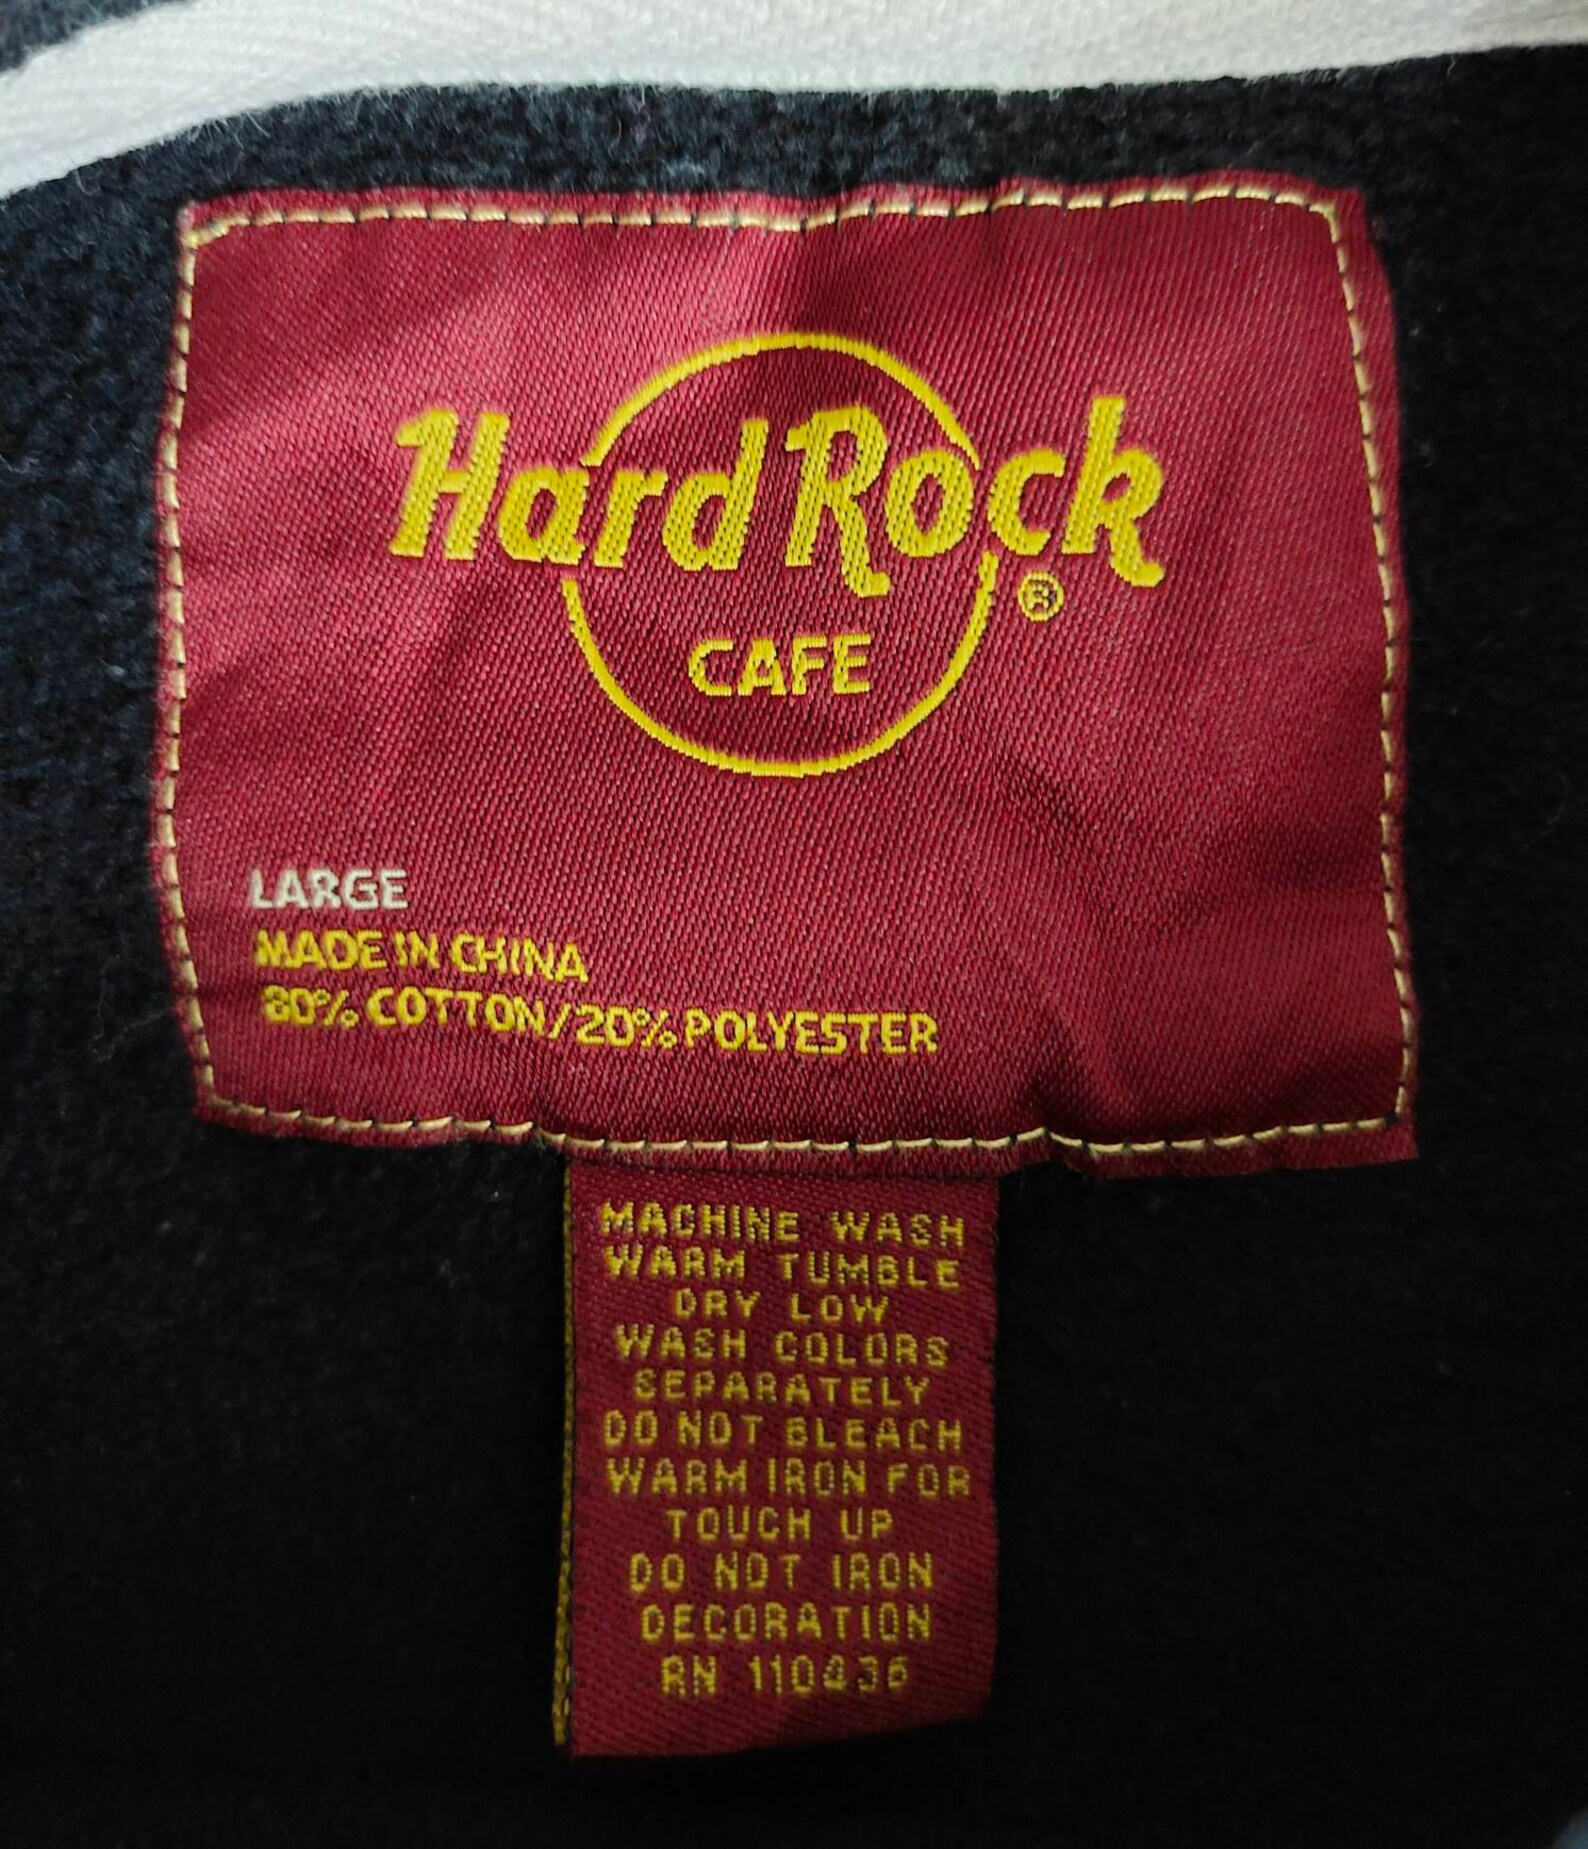 Hard Rock
®
CAFE
LARGE
MADE IN CHINA
80% COTTON/20% POLYESTER
MACHINE WASH
WARM TUMBLE
DRY LOW
WASH COLORS
SEPARATELY
DO NOT BLEACH
WARM IRON FOR
TOUCH UP
DO NOT IRON
DECORATION
RN 110436